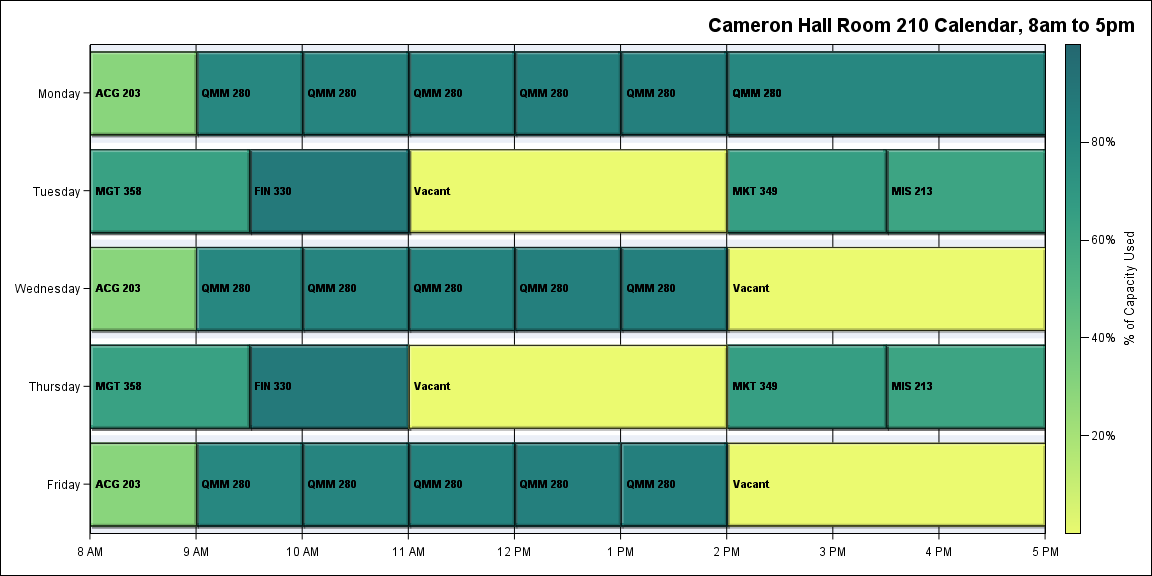 Cameron Hall Room 210 Calendar, 8am to 5pm
Monday
ACG 203 QMM 280 QMM 280 QMM 280 QMM 280 QMM 280 QMM 280
Tuesday
MGT 358 FIN 330 Vacant MKT 349 MIS 213
Wednesday
ACG 203 QMM 280 QMM 280 QMM 280 QMM 280 QMM 280 Vacant
Thursday
MGT 358 FIN 330 Vacant MKT 349 MIS 213
Friday
ACG 203 QMM 280 QMM 280 QMM 280 QMM 280 QMM 280 Vacant
8 AM 9 AM 10 AM 11 AM 12 PM 1 PM 2 PM 3 PM 4 PM 5 PM
80%
60%
40%
20%
% of Capacity Used